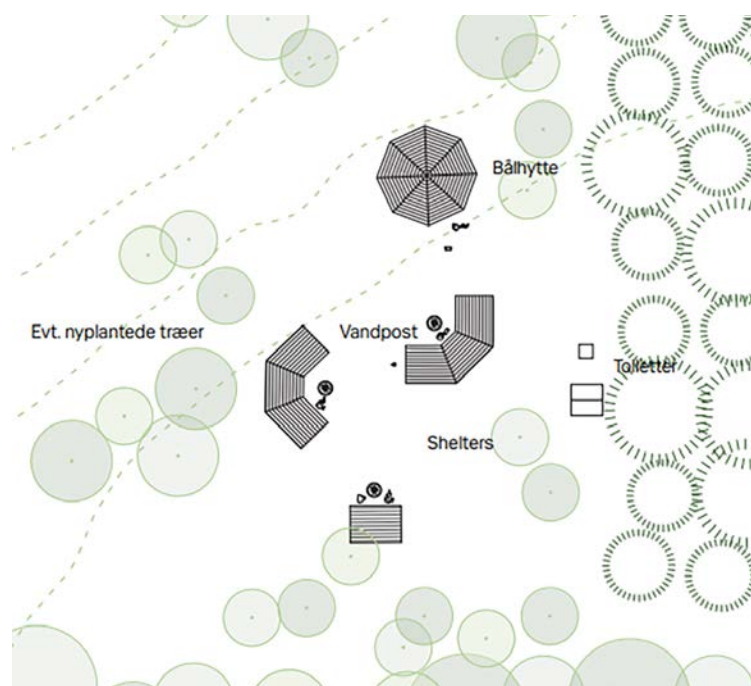 Bålhytte
Evt. nyplantede træer
Vandpost
Toiletter
Shelters